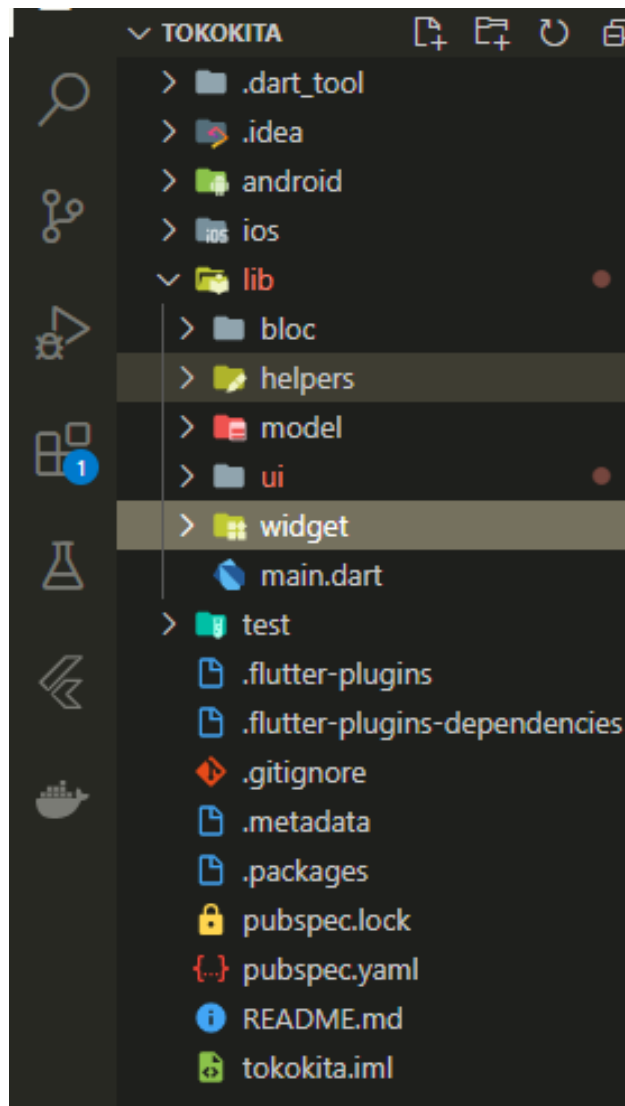 TOKOKITA
.dart_tool
.idea
android
ios
lib
bloc
helpers
model
ui
widget
main.dart
test
.flutter-plugins
.flutter-plugins-dependencies
.gitignore
.metadata
.packages
pubspec.lock
pubspec.yaml
README.md
tokokita.iml
1